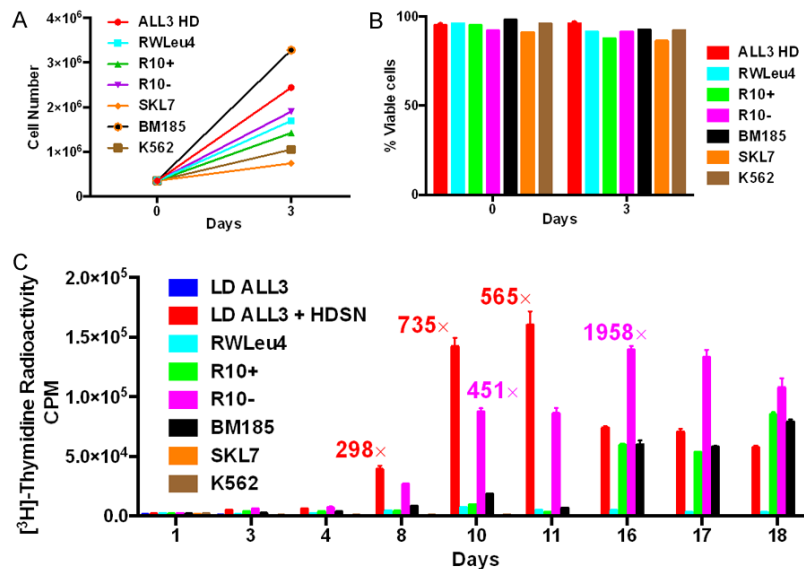 A
Cell Number
4×10⁶
3×10⁶
2×10⁶
1×10⁶
0
ALL3 HD
RWLeu4
R10+
R10-
SKL7
BM185
K562
0 3
Days
B
% Viable cells
100
50
0
0 3
Days
ALL3 HD
RWLeu4
R10+
R10-
BM185
SKL7
K562
C
[³H]-Thymidine Radioactivity
CPM
2.0×10⁵
1.5×10⁵
1.0×10⁵
5.0×10⁴
0.0
LD ALL3
LD ALL3 + HDSN
RWLeu4
R10+
R10-
BM185
SKL7
K562
298×
735×
451×
565×
1958×
1 3 4 8 10 11 16 17 18
Days